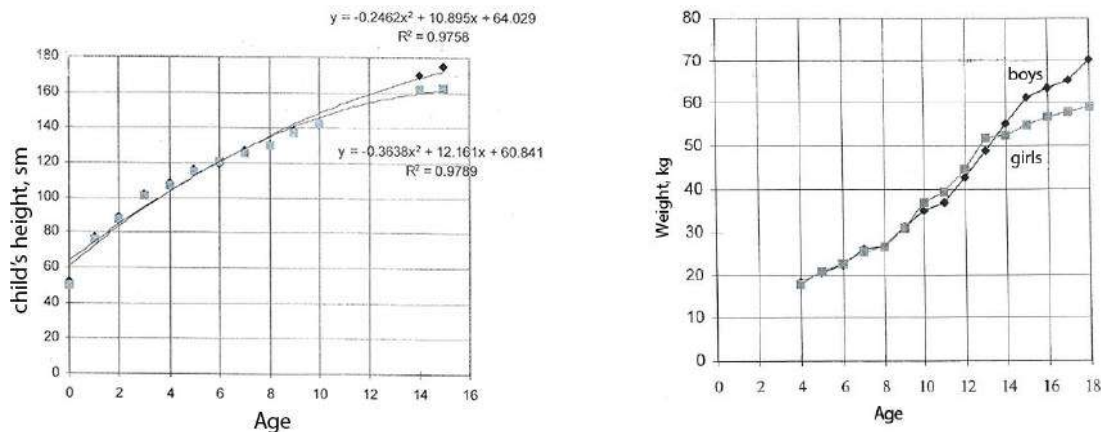 y = -0.2462x² + 10.895x + 64.029
R² = 0.9758
180
160
140
120
100
80
60
40
20
0
child's height, sm
y = -0.3638x² + 12.161x + 60.841
R² = 0.9789
0 2 4 6 8 10 12 14 16
Age
80
70
60
50
40
30
20
10
0
Weight, kg
boys
girls
0 2 4 6 8 10 12 14 16 18
Age